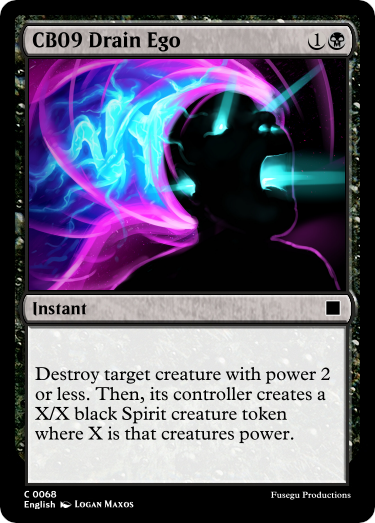 CB09 Drain Ego 1
Instant
Destroy target creature with power 2
or less. Then, its controller creates a
X/X black Spirit creature token
where X is that creatures power.
C 0068
Fusegu Productions
English Logan Maxos